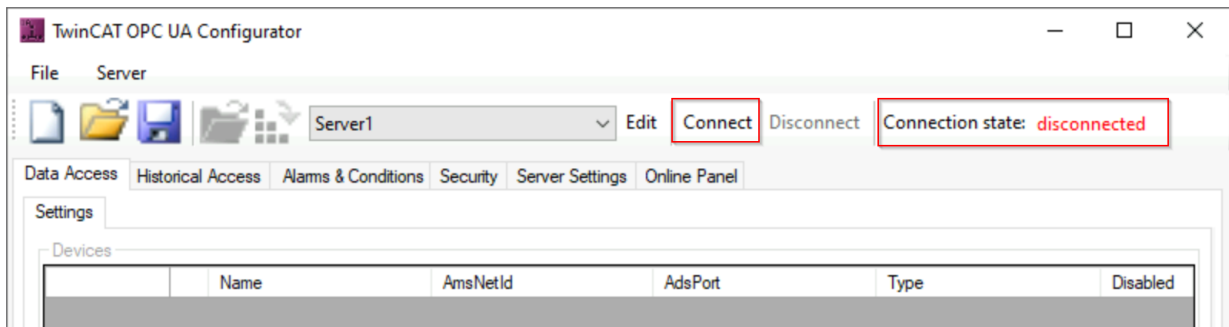 TwinCAT OPC UA Configurator
File Server
Server1 Edit Connect Disconnect Connection state: disconnected
Data Access Historical Access Alarms & Conditions Security Server Settings Online Panel
Settings
Devices
Name AmsNetId AdsPort Type Disabled